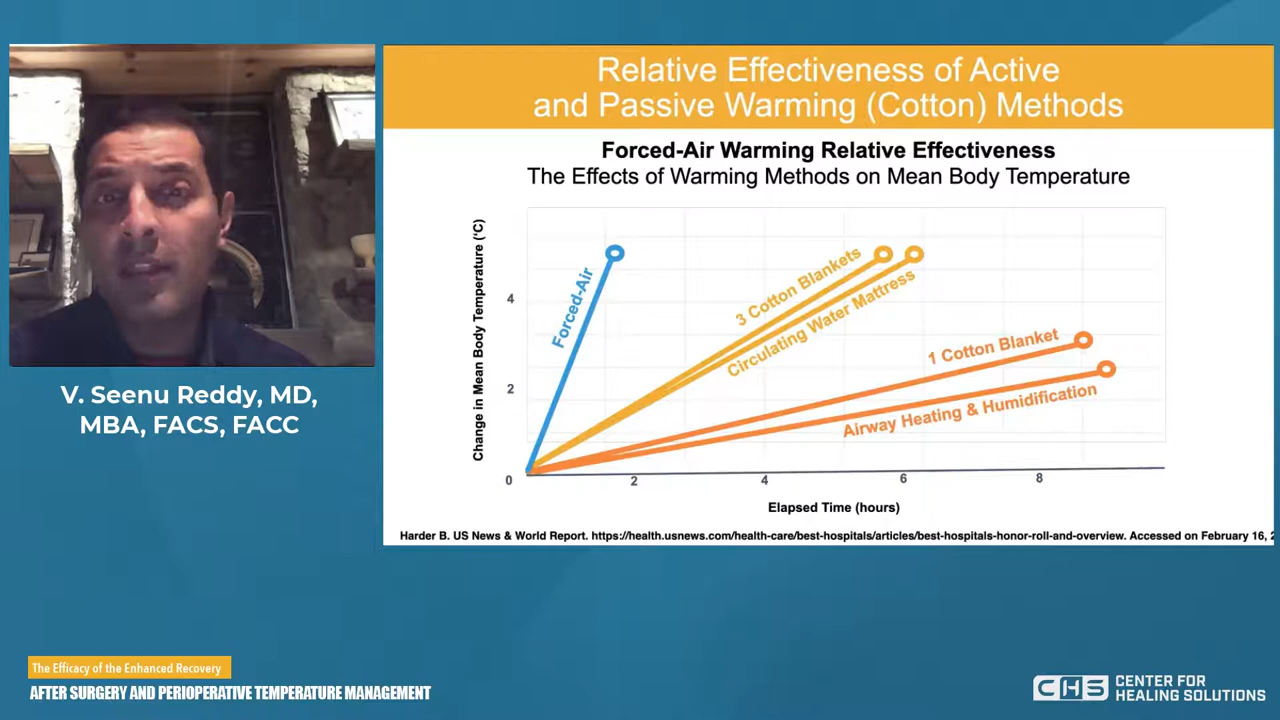 Relative Effectiveness of Active
and Passive Warming (Cotton) Methods
Forced-Air Warming Relative Effectiveness
The Effects of Warming Methods on Mean Body Temperature
Change in Mean Body Temperature (°C)
4
2
0
Forced-Air
3 Cotton Blankets
Circulating Water Mattress
1 Cotton Blanket
Airway Heating & Humidification
2
4
6
8
Elapsed Time (hours)
Harder B. US News & World Report. https://health.usnews.com/health-care/best-hospitals/articles/best-hospitals-honor-roll-and-overview. Accessed on February 16,
V. Seenu Reddy, MD,
MBA, FACS, FACC
The Efficacy of the Enhanced Recovery
AFTER SURGERY AND PERIOPERATIVE TEMPERATURE MANAGEMENT
CHS
CENTER FOR
HEALING SOLUTIONS